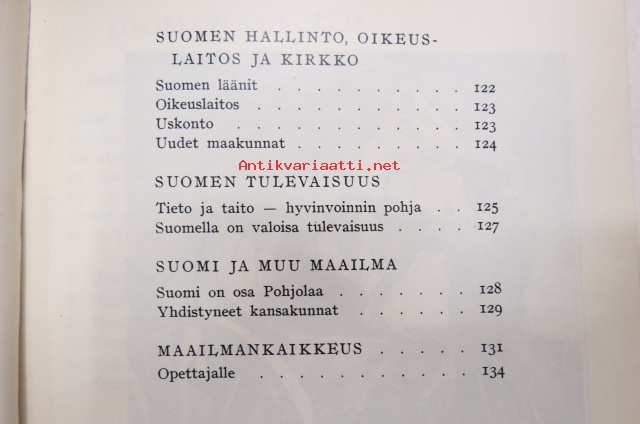 SUOMEN HALLINTO, OIKEUS-
LAITOS JA KIRKKO
Suomen läänit . . . . . . . . . . 122
Oikeuslaitos . . . . . . . . . . . 123
Uskonto . . . . . . . . . . . . 123
Uudet maakunnat . . . . . . . . . 124
Antikvariaatti.net
SUOMEN TULEVAISUUS
Tieto ja taito — hyvinvoinnin pohja . . 125
Suomella on valoisa tulevaisuus . . . . 127
SUOMI JA MUU MAAILMA
Suomi on osa Pohjolaa . . . . . . . 128
Yhdistyneet kansakunnat . . . . . . 129
MAAILMANKAIKKEUS . . . . . 131
Opettajalle . . . . . . . . . . . 134